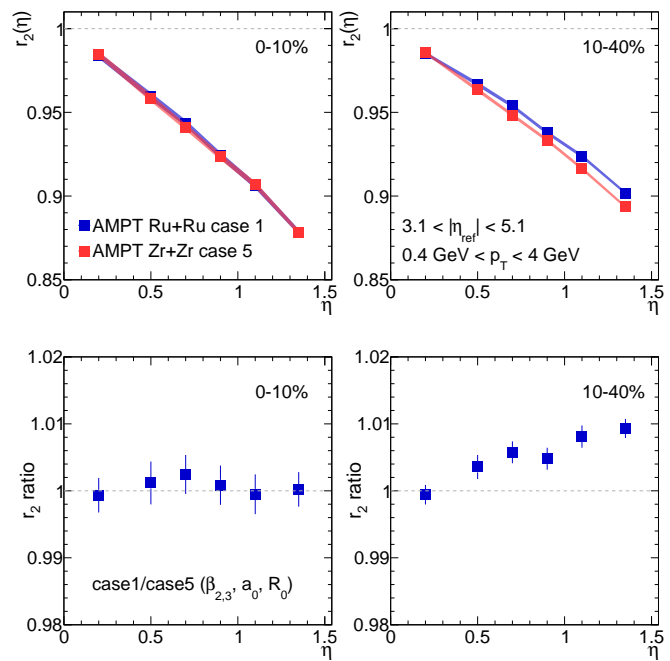 r₂(η)
1
0.95
0.9
0.85
0-10%
AMPT Ru+Ru case 1
AMPT Zr+Zr case 5
0 0.5 1 1.5
η
r₂(η)
1
0.95
0.9
0.85
10-40%
3.1 < |η_ref| < 5.1
0.4 GeV < p_T < 4 GeV
0 0.5 1 1.5
η
r₂ ratio
1.02
1.01
1
0.99
0.98
0-10%
case1/case5 (β_2,3, a₀, R₀)
0 0.5 1 1.5
η
r₂ ratio
1.02
1.01
1
0.99
0.98
10-40%
0 0.5 1 1.5
η